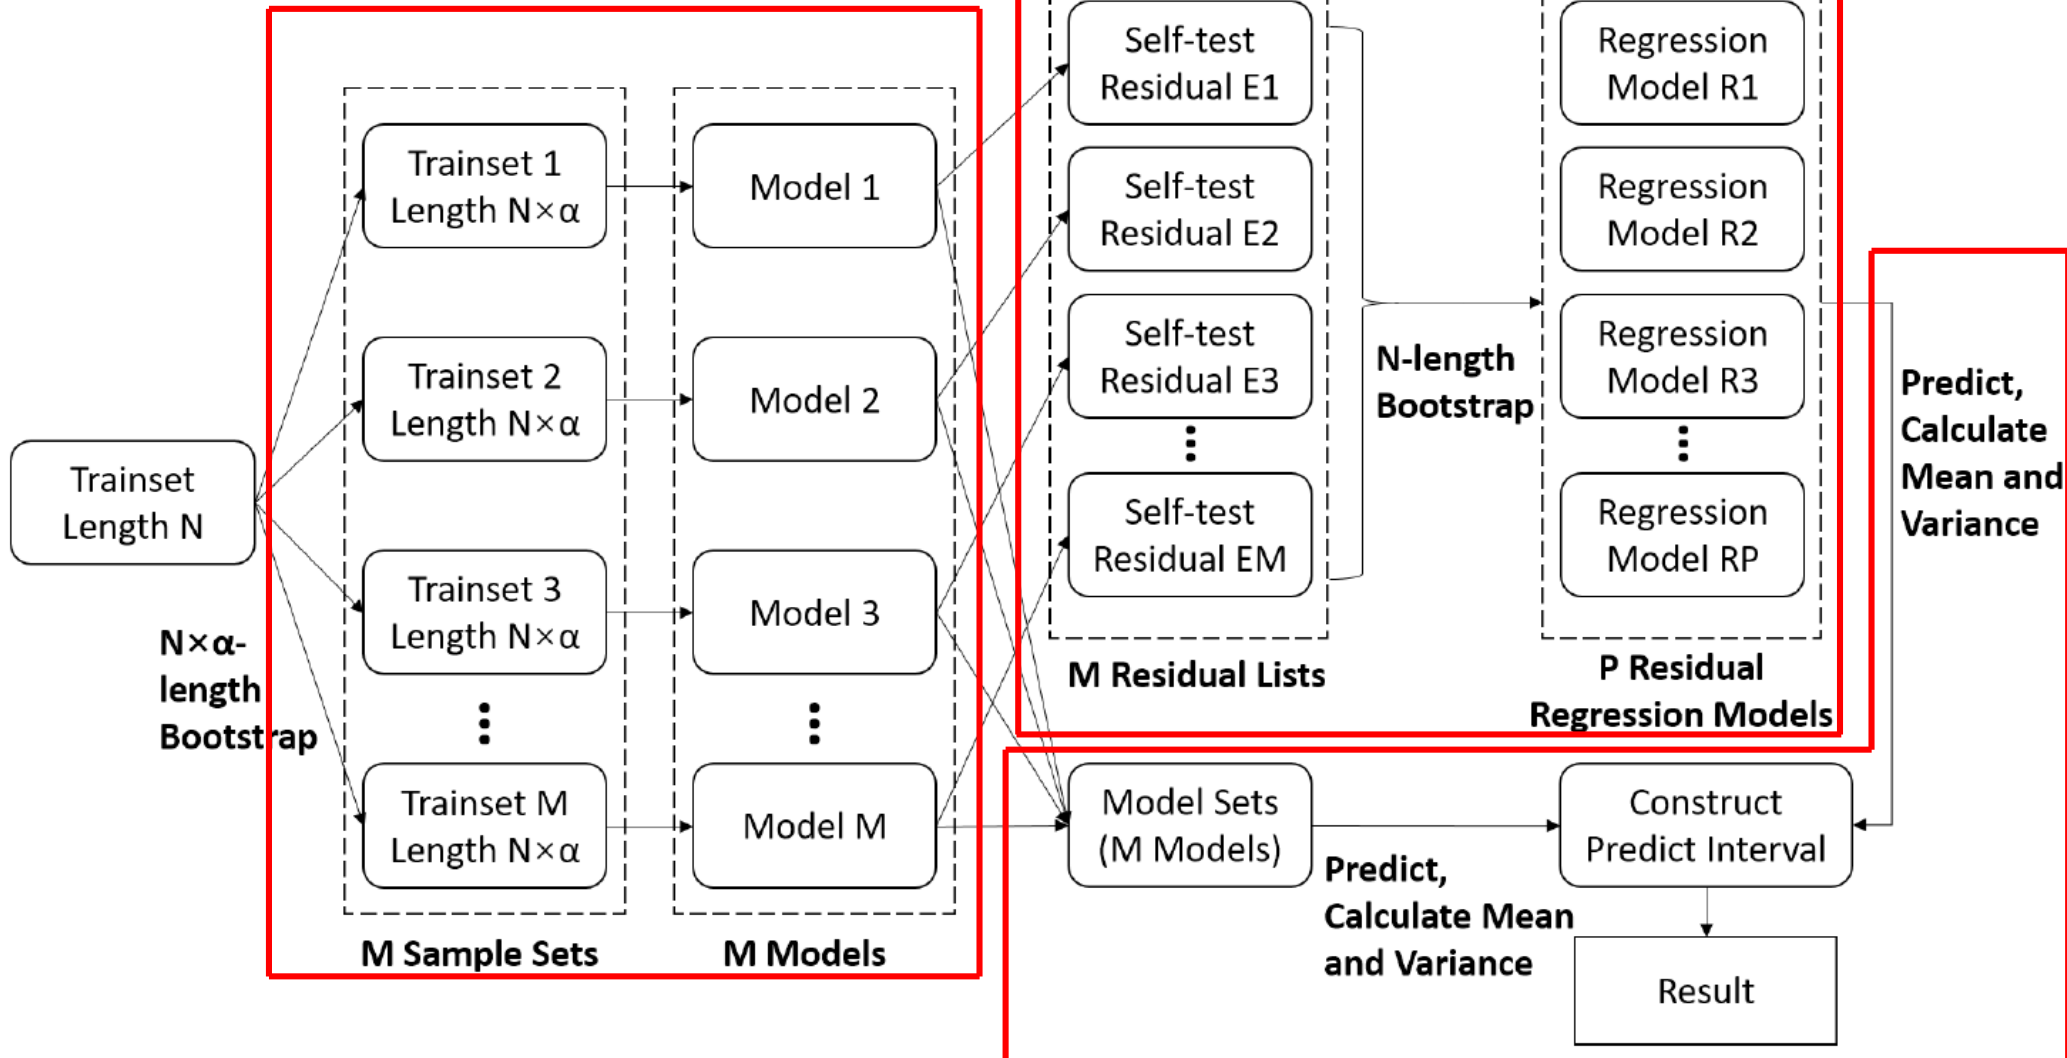 Trainset
Length N
N×α-
length
Bootstrap
Trainset 1
Length N×α
Trainset 2
Length N×α
Trainset 3
Length N×α
Trainset M
Length N×α
M Sample Sets
Model 1
Model 2
Model 3
Model M
M Models
Self-test
Residual E1
Self-test
Residual E2
Self-test
Residual E3
Self-test
Residual EM
M Residual Lists
N-length
Bootstrap
Regression
Model R1
Regression
Model R2
Regression
Model R3
Regression
Model RP
P Residual
Regression Models
Predict,
Calculate
Mean and
Variance
Model Sets
(M Models)
Predict,
Calculate Mean
and Variance
Construct
Predict Interval
Result